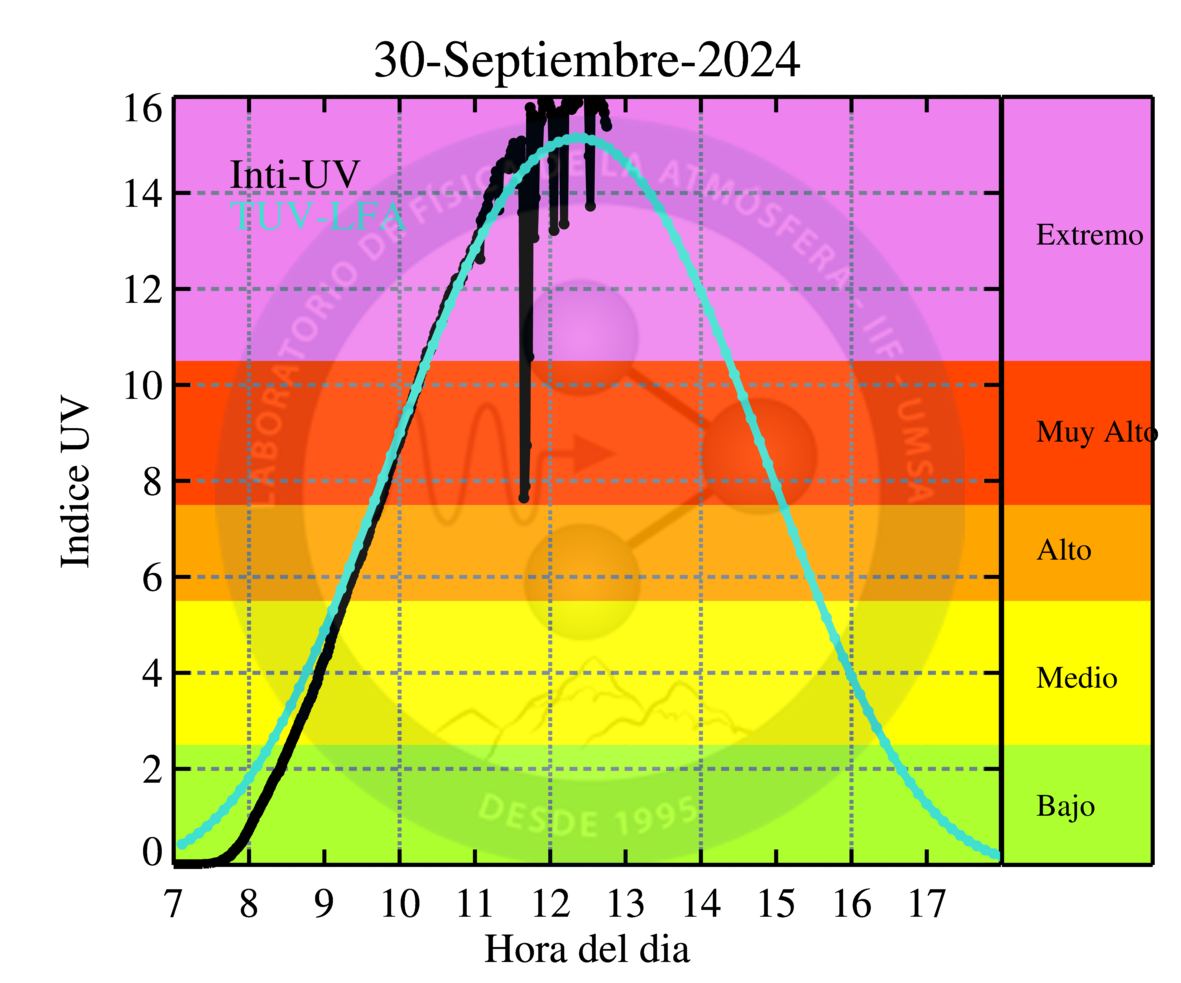 30-Septiembre-2024
Inti-UV
TUV-LFA
Indice UV
16
14
12
10
8
6
4
2
0
7 8 9 10 11 12 13 14 15 16 17
Hora del dia
Extremo
Muy Alto
Alto
Medio
Bajo
LABORATORIO DE FÍSICA DE LA ATMÓSFERA - IIF - UMSA
DESDE 1995